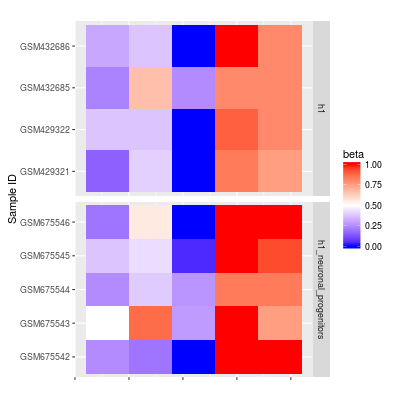 GSM432686
GSM432685
GSM429322
GSM429321
h1
GSM675546
GSM675545
GSM675544
GSM675543
GSM675542
h1_neuronal_progenitors
Sample ID
beta
1.00
0.75
0.50
0.25
0.00